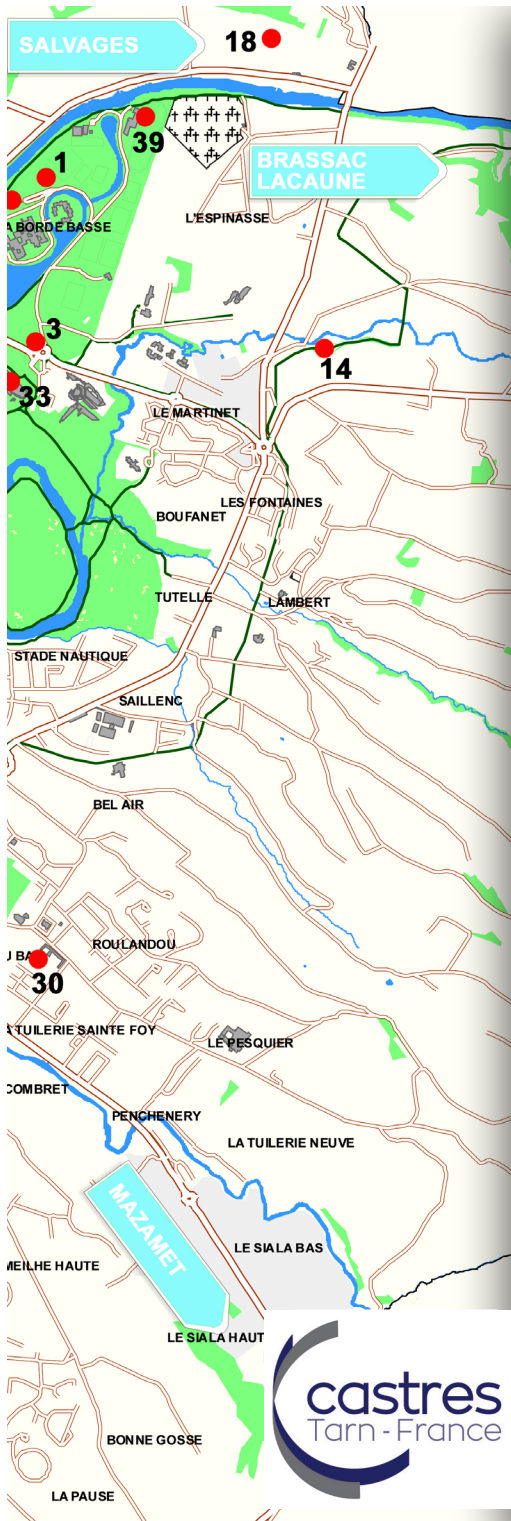 SALVAGES
18
39
BRASSAC
LACAUNE
1
L'ESPINASSE
A BORDE BASSE
3
14
33
LE MARTINET
LES FONTAINES
BOUFANET
TUTELLE
LAMBERT
STADE NAUTIQUE
SAILLENC
BEL AIR
ROULANDOU
U BA
30
A TUILERIE SAINTE FOY
LE PESQUIER
COMBRET
PENCHENERY
LA TUILERIE NEUVE
MAZAMET
LE SIALA BAS
MEILHE HAUTE
LE SIALA HAUT
castres
Tarn - France
BONNE GOSSE
LA PAUSE